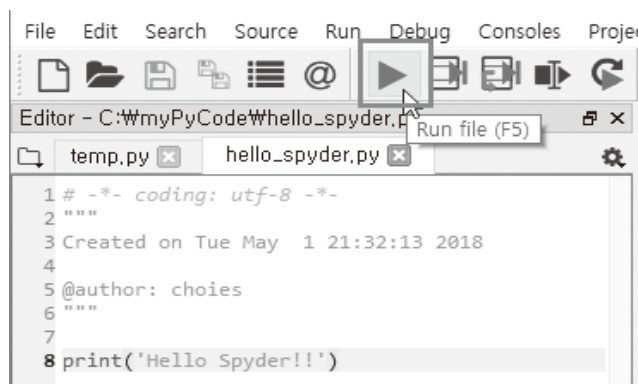 File Edit Search Source Run Debug Consoles
Editor - C:₩myPyCode₩hello_spyder.p
Run file (F5)
temp.py hello_spyder.py
1 # -*- coding: utf-8 -*-
2 """
3 Created on Tue May  1 21:32:13 2018
4
5 @author: choies
6 """
7
8 print('Hello Spyder!!')